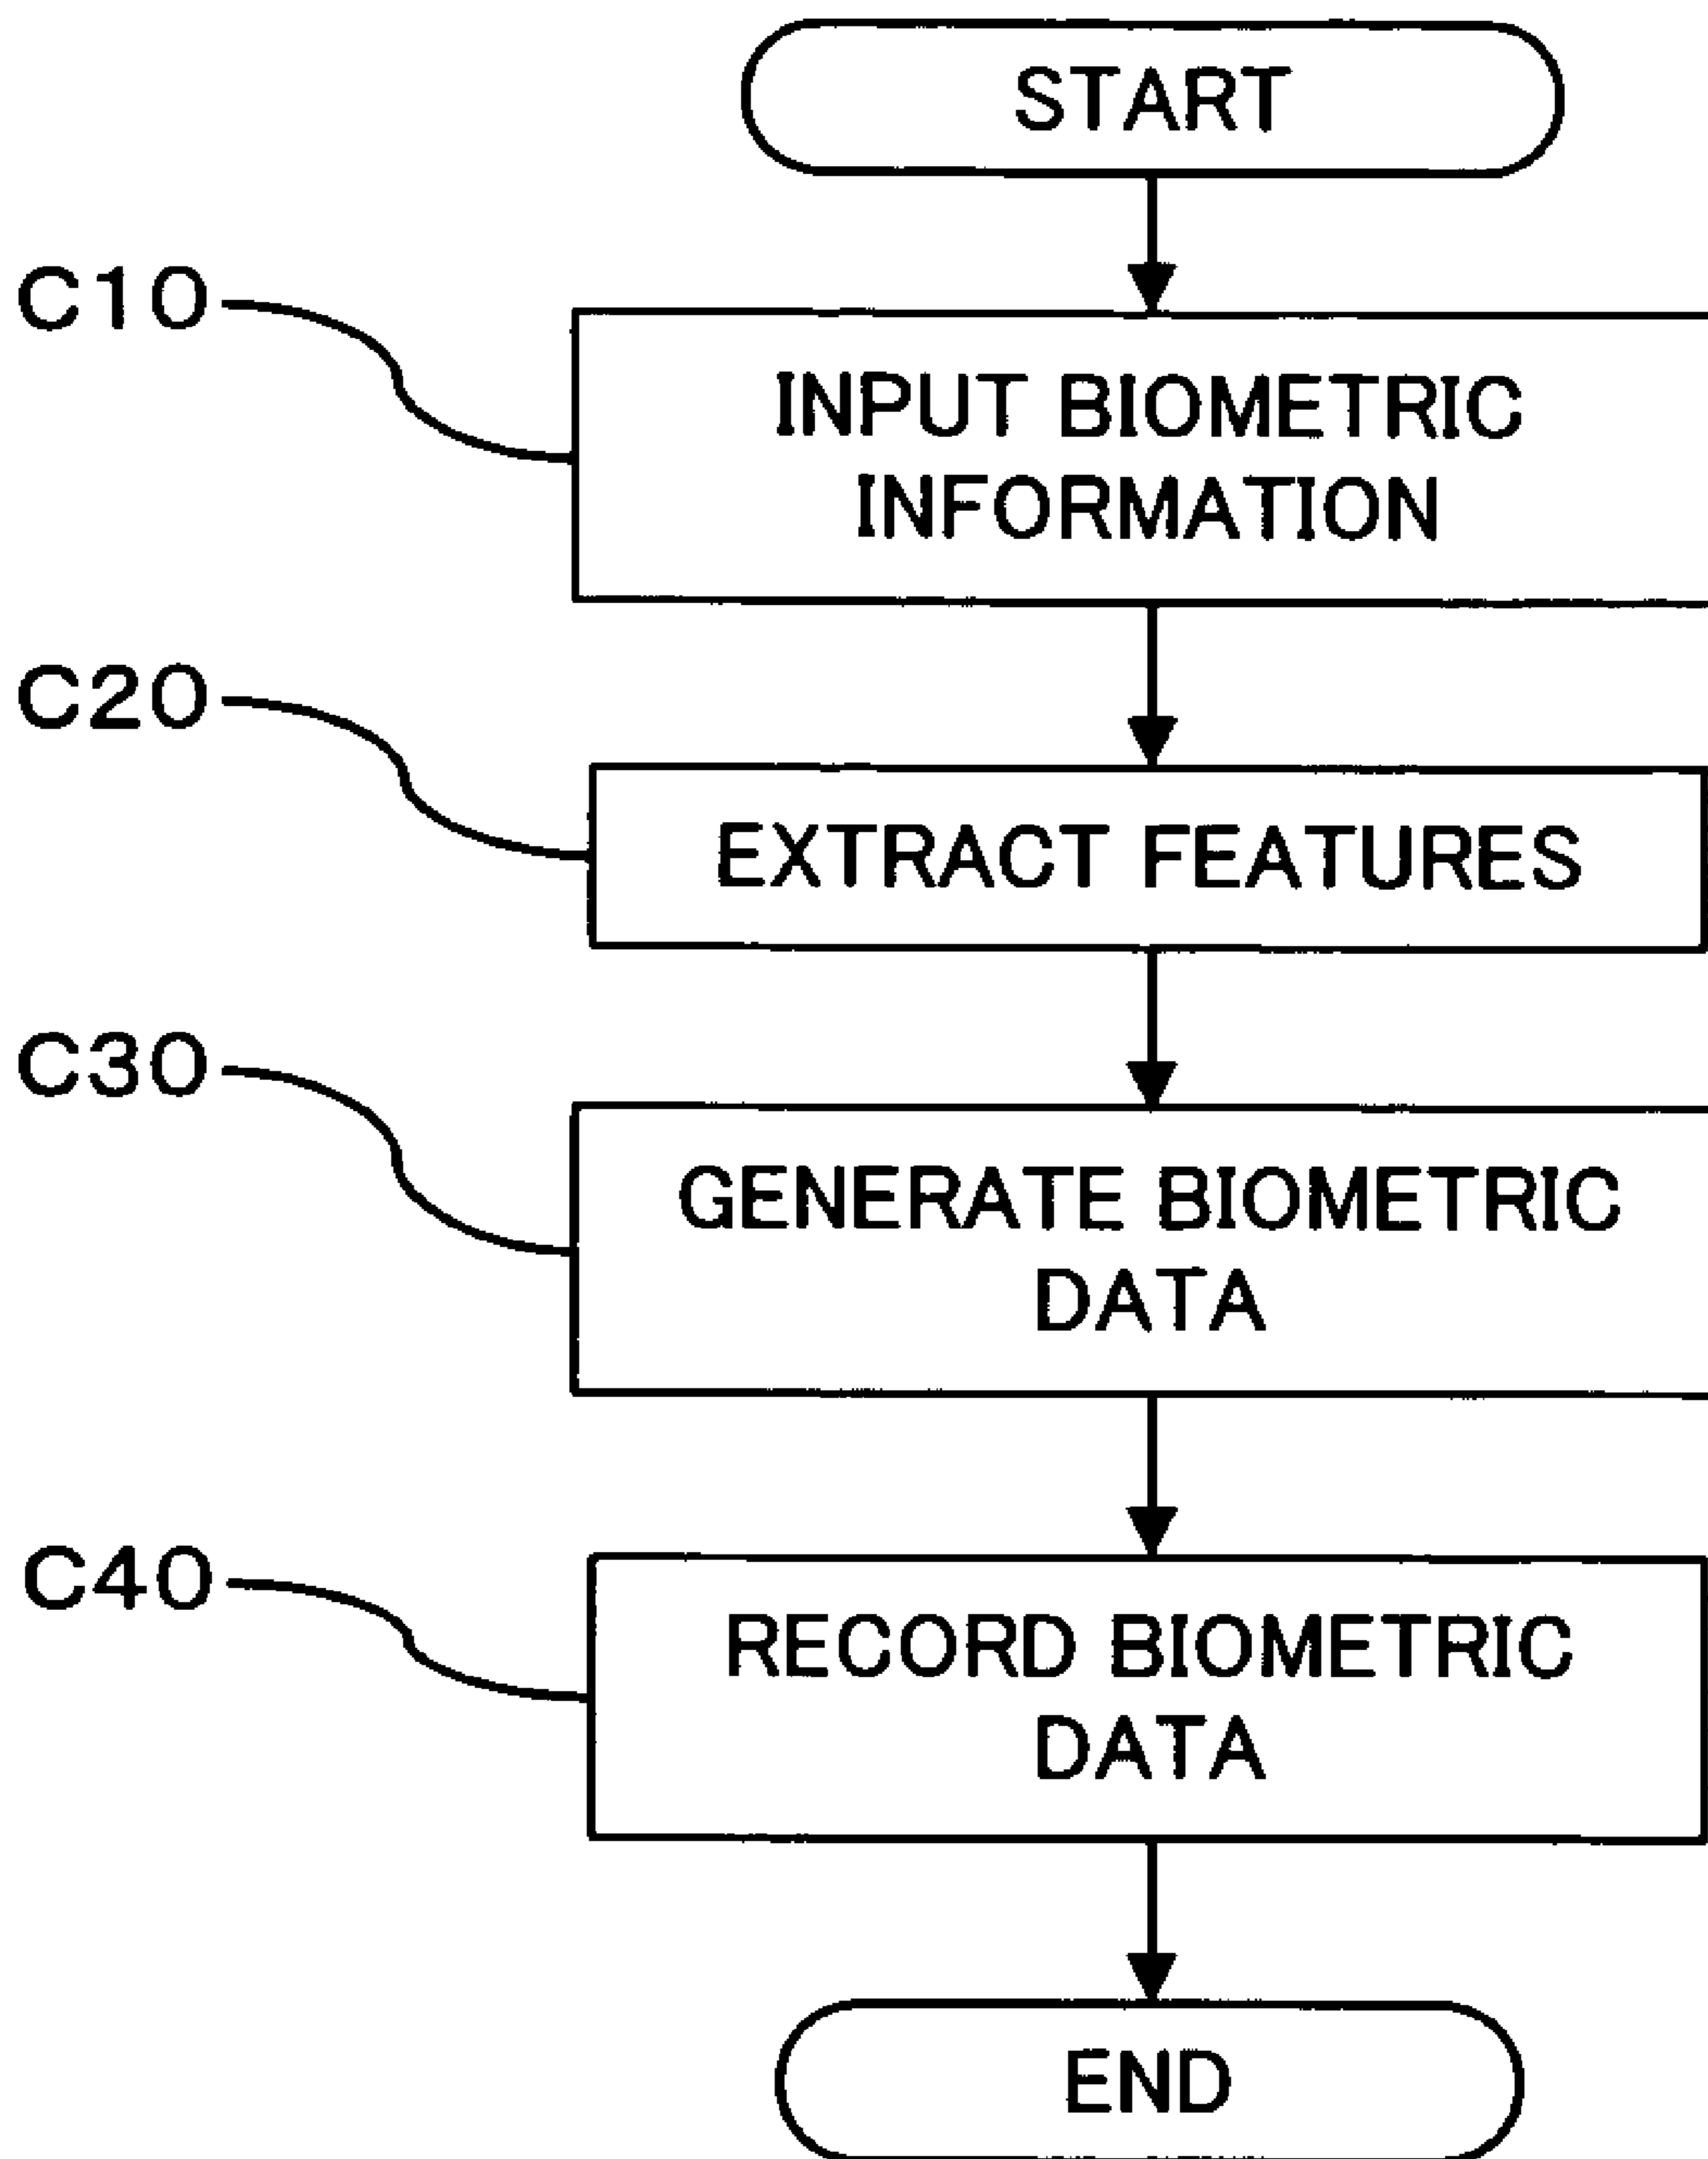 START
C10
INPUT BIOMETRIC
INFORMATION
C20
EXTRACT FEATURES
C30
GENERATE BIOMETRIC
DATA
C40
RECORD BIOMETRIC
DATA
END